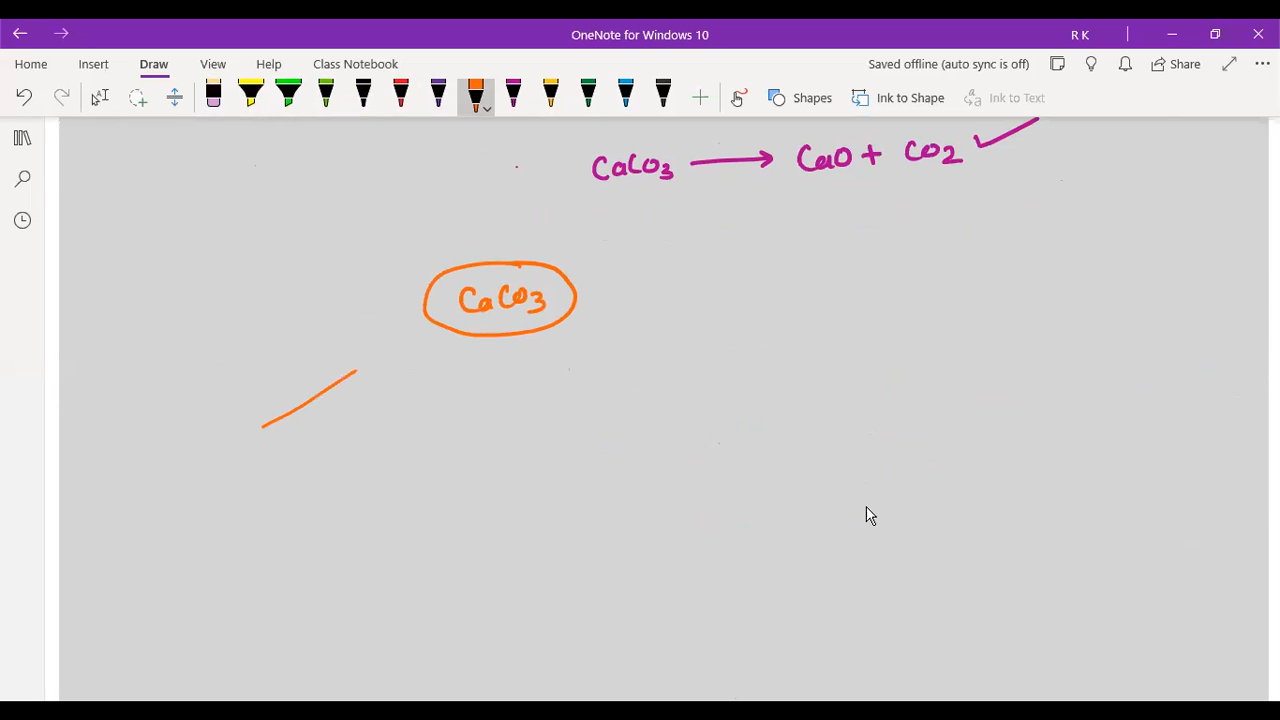 OneNote for Windows 10
R K
Home Insert Draw View Help Class Notebook
Saved offline (auto sync is off) Share
Shapes Ink to Shape Ink to Text
CaCO3 → CaO + CO2 ✓
CaCO3